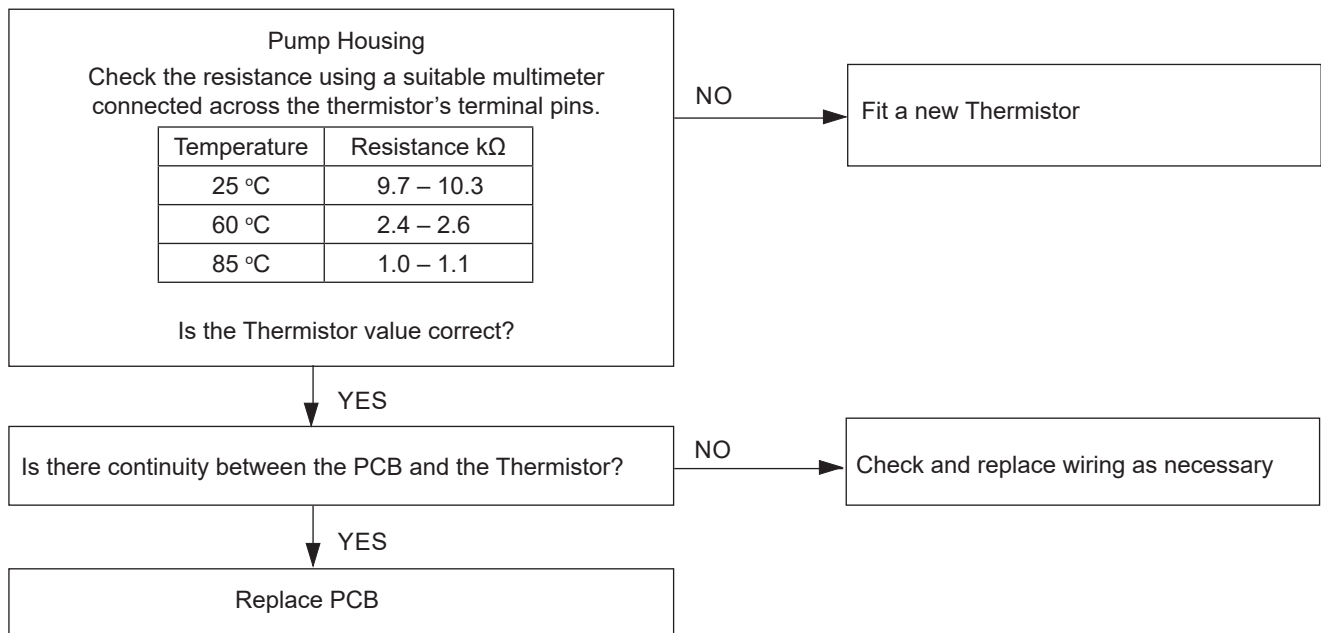 Pump Housing
Check the resistance using a suitable multimeter
connected across the thermistor’s terminal pins.
NO
Fit a new Thermistor
Temperature Resistance kΩ
25 °C 9.7 – 10.3
60 °C 2.4 – 2.6
85 °C 1.0 – 1.1
Is the Thermistor value correct?
YES
Is there continuity between the PCB and the Thermistor?
NO
Check and replace wiring as necessary
YES
Replace PCB